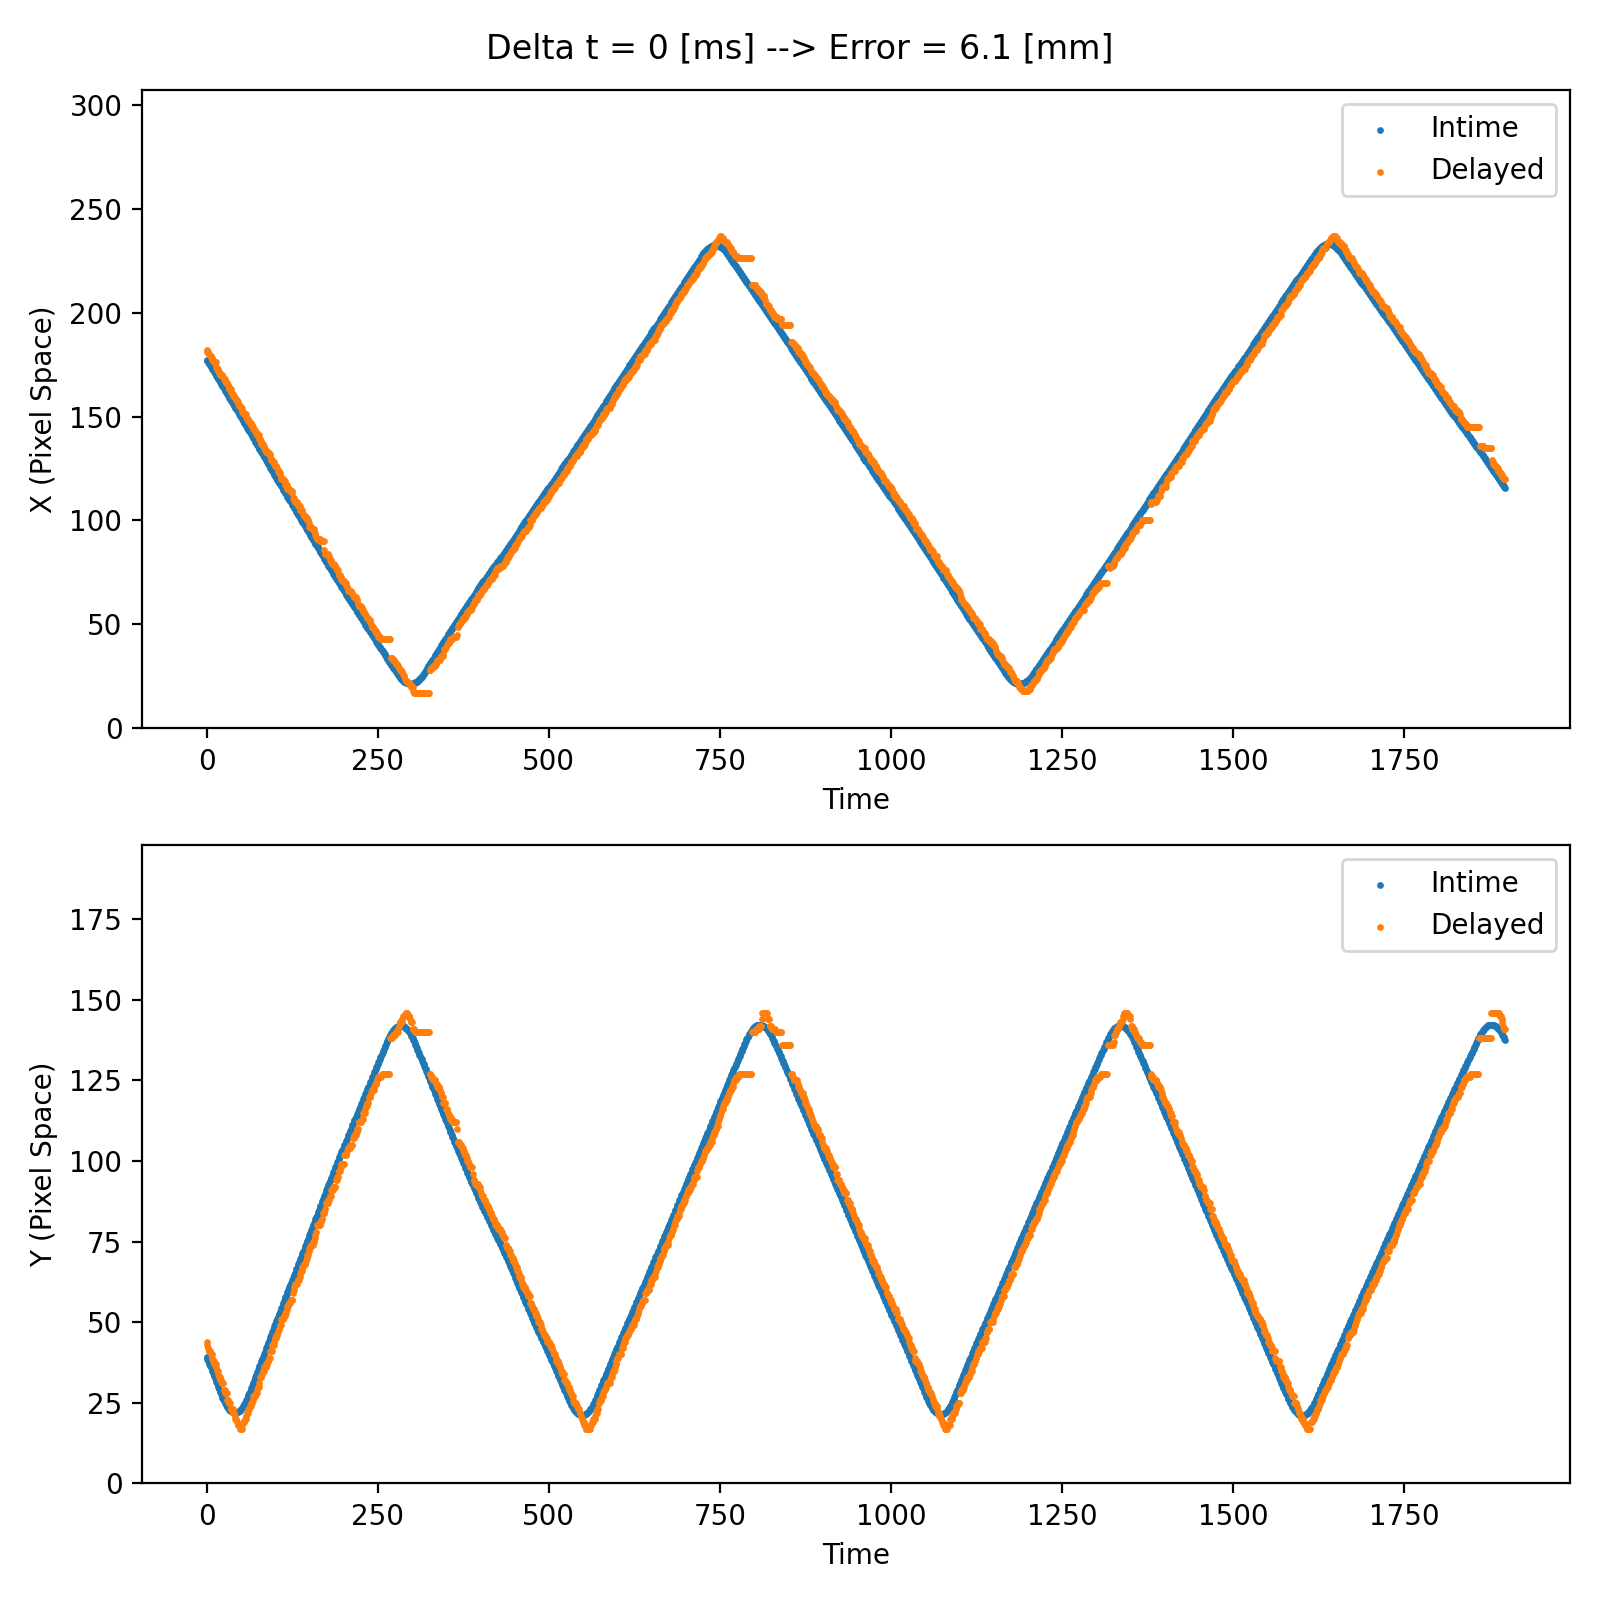 Delta t = 0 [ms] --> Error = 6.1 [mm]
300
250
200
150
100
50
0
X (Pixel Space)
Intime
Delayed
0 250 500 750 1000 1250 1500 1750
Time
175
150
125
100
75
50
25
0
Y (Pixel Space)
Intime
Delayed
0 250 500 750 1000 1250 1500 1750
Time